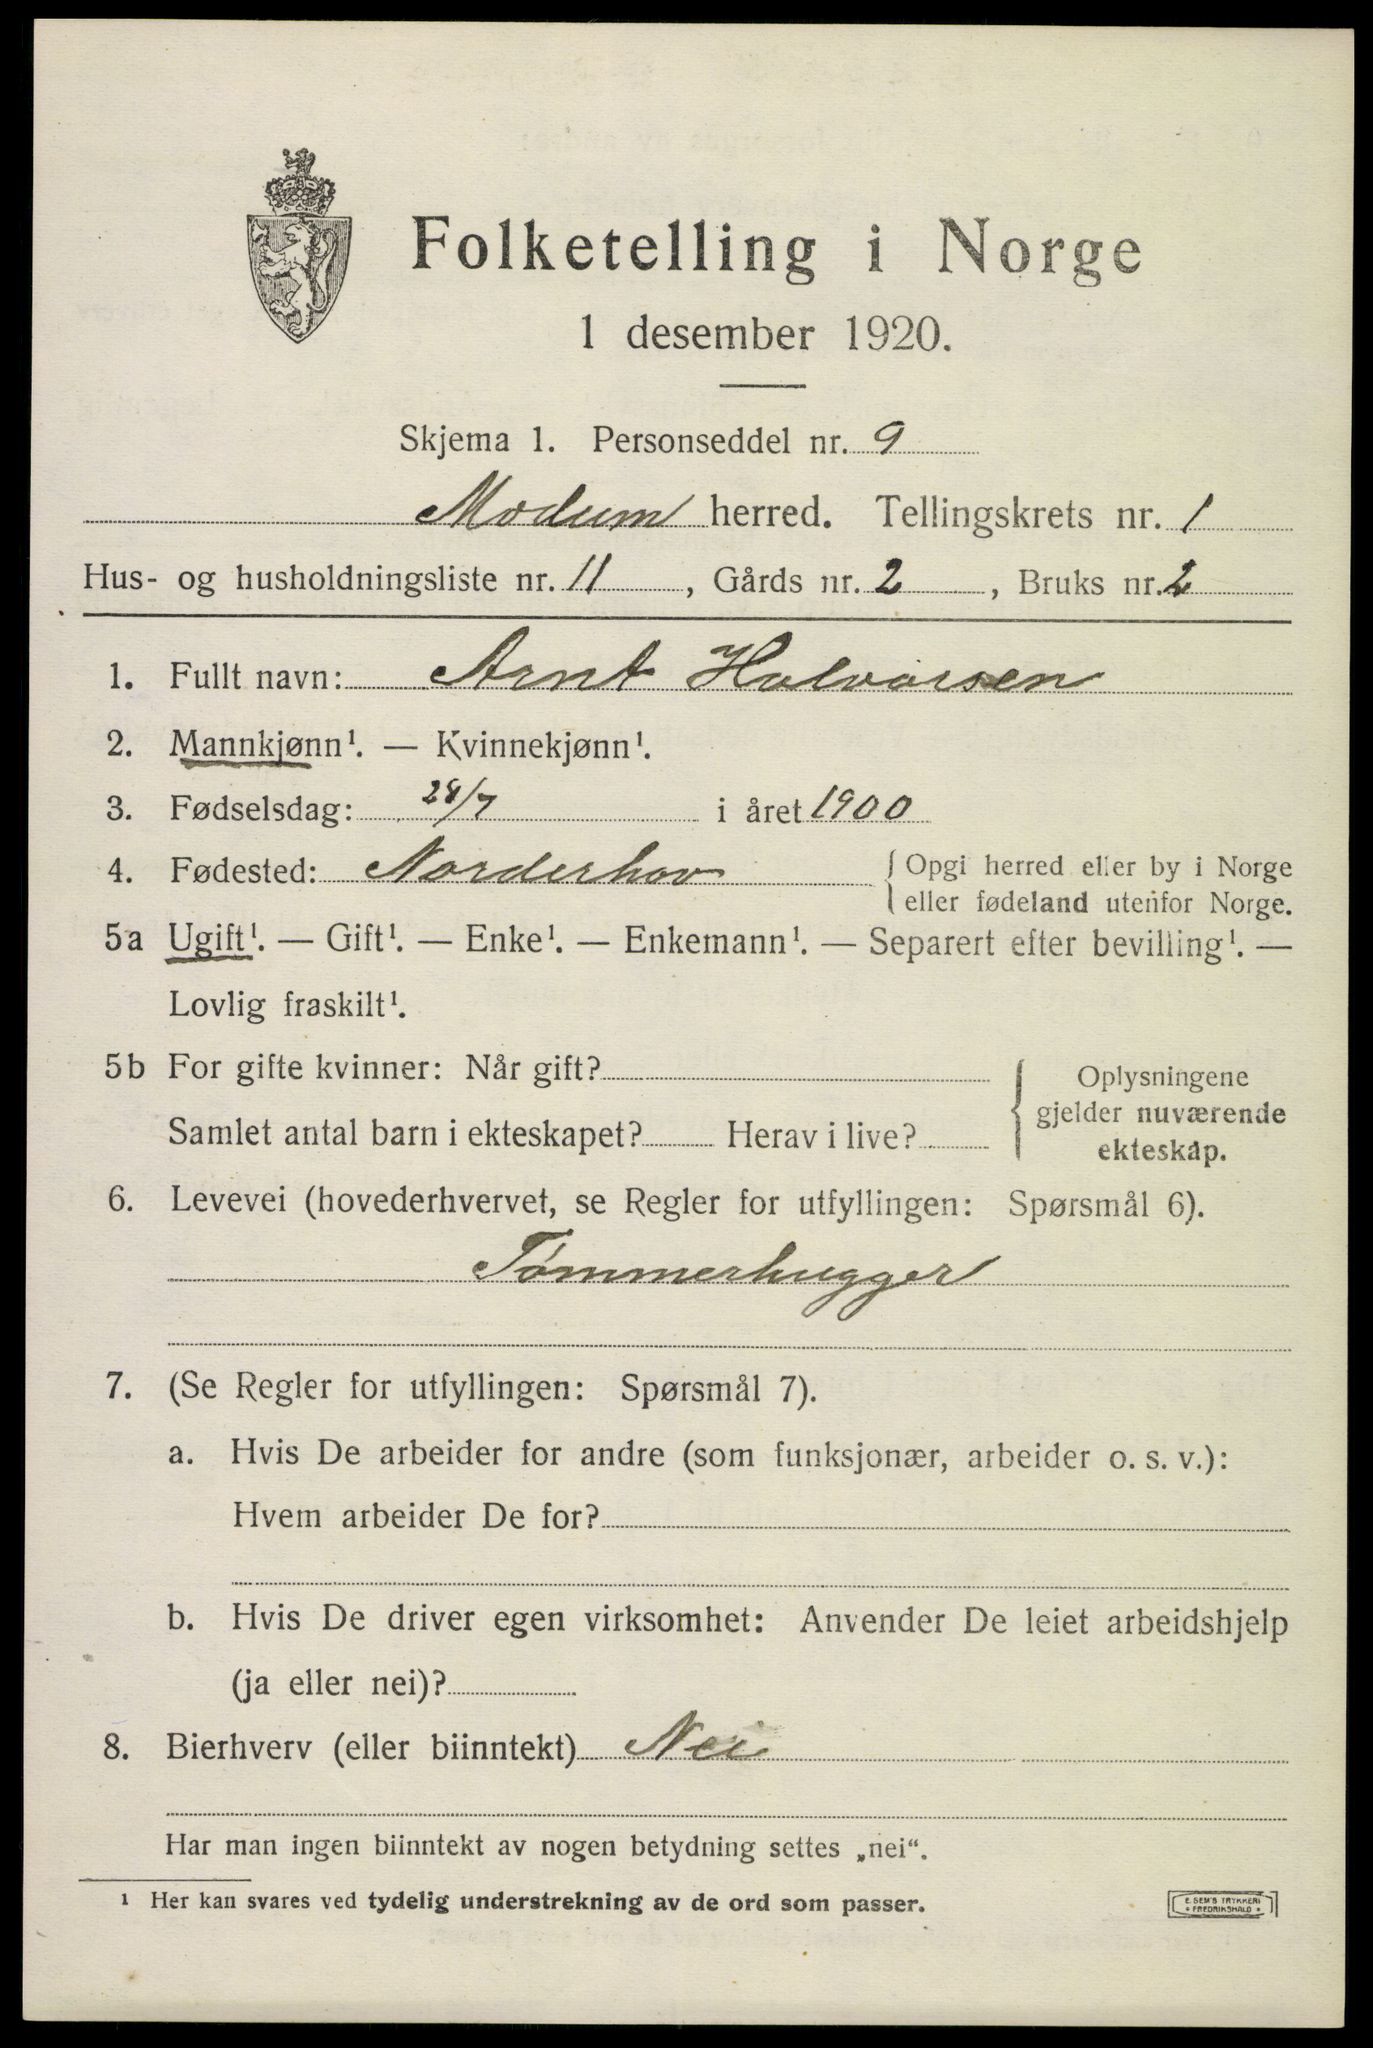 Folketelling i Norge
1 desember 1920.
Skjema 1. Personseddel nr. 9
Modum herred. Tellingskrets nr. 1
Hus- og husholdningsliste nr. 11, Gårds nr. 2, Bruks nr. 2
1. Fullt navn: Arnt Halvorsen
2. Mannkjønn¹. — Kvinnekjønn¹.
3. Fødselsdag: 28/7 i året 1900
4. Fødested: Norderhov {Opgi herred eller by i Norge
eller fødeland utenfor Norge.
5a Ugift¹. — Gift¹. — Enke¹. — Enkemann¹. — Separert efter bevilling¹. —
Lovlig fraskilt¹.
5b For gifte kvinner: Når gift?
Samlet antal barn i ekteskapet? Herav i live?
{Oplysningene
gjelder nuværende
ekteskap.
6. Levevei (hovederhvervet, se Regler for utfyllingen: Spørsmål 6).
Tómmerhugger
7. (Se Regler for utfyllingen: Spørsmål 7).
a. Hvis De arbeider for andre (som funksjonær, arbeider o. s. v.):
Hvem arbeider De for?
b. Hvis De driver egen virksomhet: Anvender De leiet arbeidshjelp
(ja eller nei)?
8. Bierhverv (eller biinntekt) Nei
Har man ingen biinntekt av nogen betydning settes „nei“.
¹ Her kan svares ved tydelig understrekning av de ord som passer.
E. SEM'S TRYKKERI
• FREDRIKSHALD •